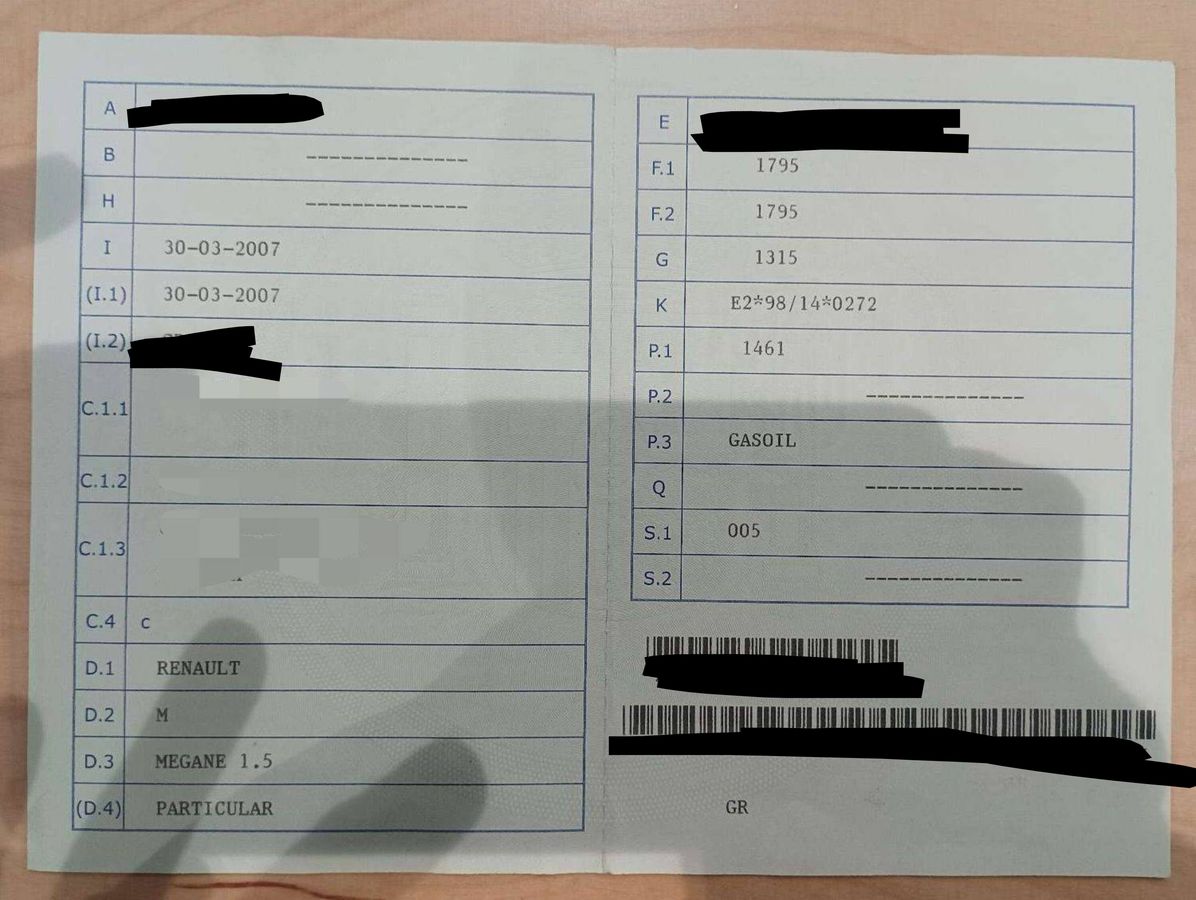 A
B --------------
H --------------
I 30-03-2007
(I.1) 30-03-2007
(I.2)
C.1.1
C.1.2
C.1.3
C.4 c
D.1 RENAULT
D.2 M
D.3 MEGANE 1.5
(D.4) PARTICULAR
E
F.1 1795
F.2 1795
G 1315
K E2*98/14*0272
P.1 1461
P.2 --------------
P.3 GASOIL
Q --------------
S.1 005
S.2 --------------
GR